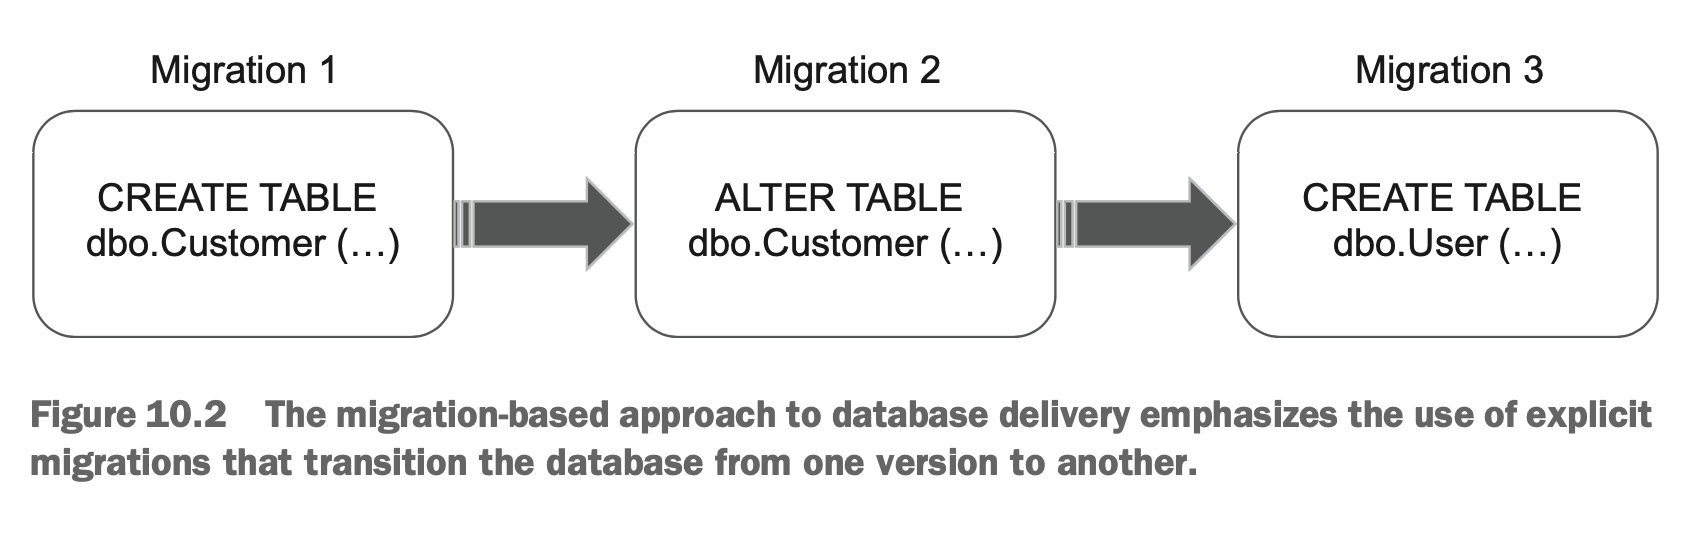 Migration 1
Migration 2
Migration 3
CREATE TABLE
dbo.Customer (…)
ALTER TABLE
dbo.Customer (…)
CREATE TABLE
dbo.User (…)
Figure 10.2 The migration-based approach to database delivery emphasizes the use of explicit
migrations that transition the database from one version to another.